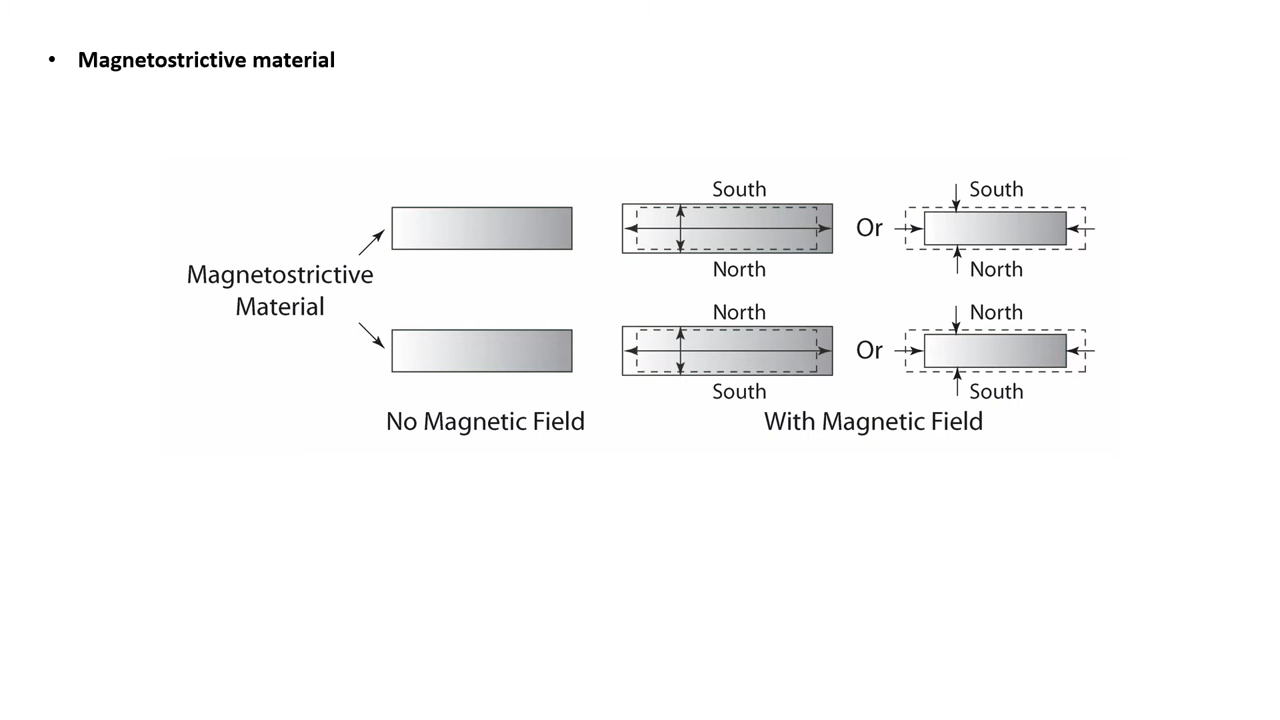 • Magnetostrictive material
South
South
Or
Magnetostrictive
Material
North
North
North
North
Or
South
South
No Magnetic Field
With Magnetic Field